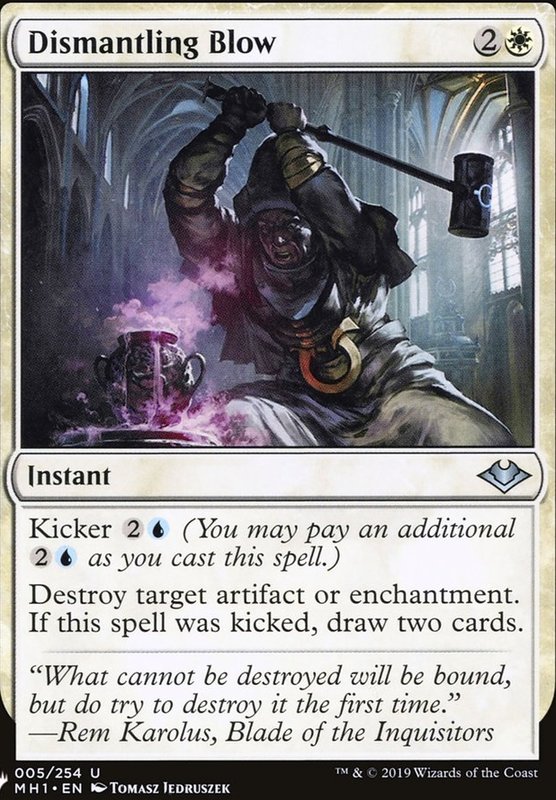 Dismantling Blow 2
Instant
Kicker 2 (You may pay an additional
2 as you cast this spell.)
Destroy target artifact or enchantment.
If this spell was kicked, draw two cards.
“What cannot be destroyed will be bound,
but do try to destroy it the first time.”
—Rem Karolus, Blade of the Inquisitors
005/254 U
MH1•EN Tomasz Jedruszek
™ & © 2019 Wizards of the Coast